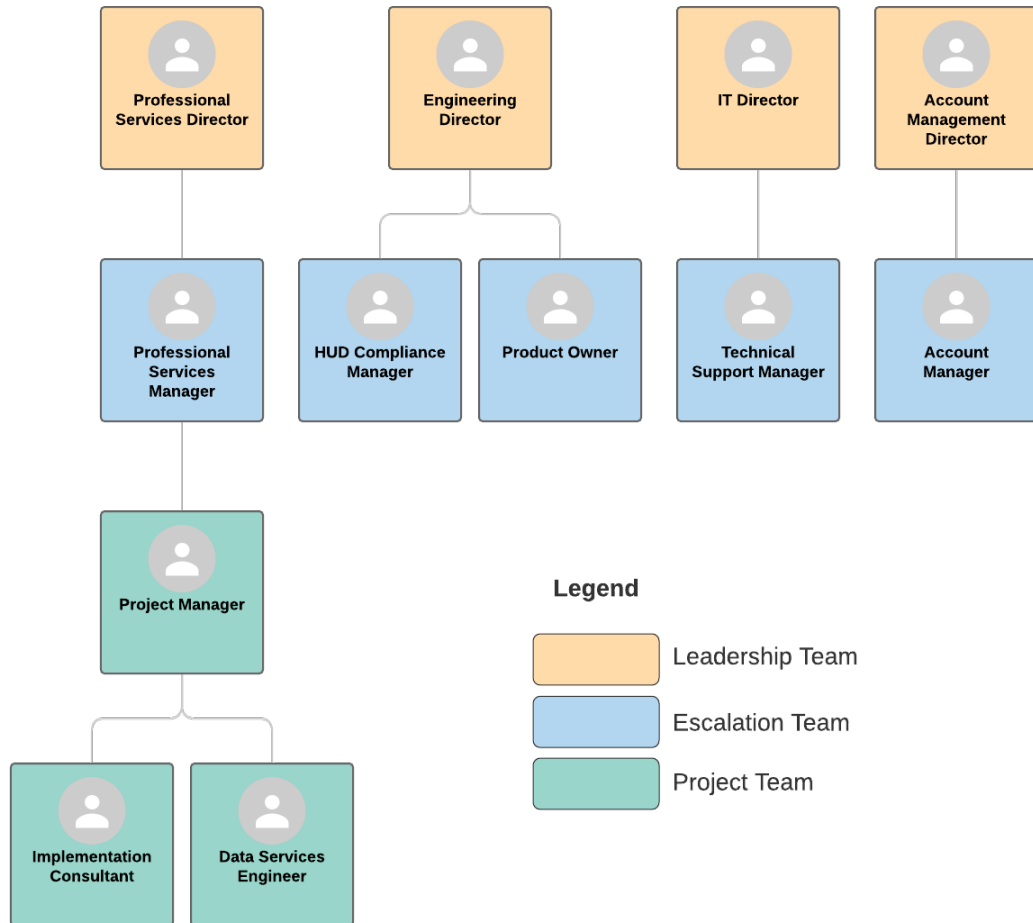 Professional
Services Director
Engineering
Director
IT Director
Account
Management
Director
Professional
Services
Manager
HUD Compliance
Manager
Product Owner
Technical
Support Manager
Account
Manager
Project Manager
Legend
Leadership Team
Escalation Team
Project Team
Implementation
Consultant
Data Services
Engineer